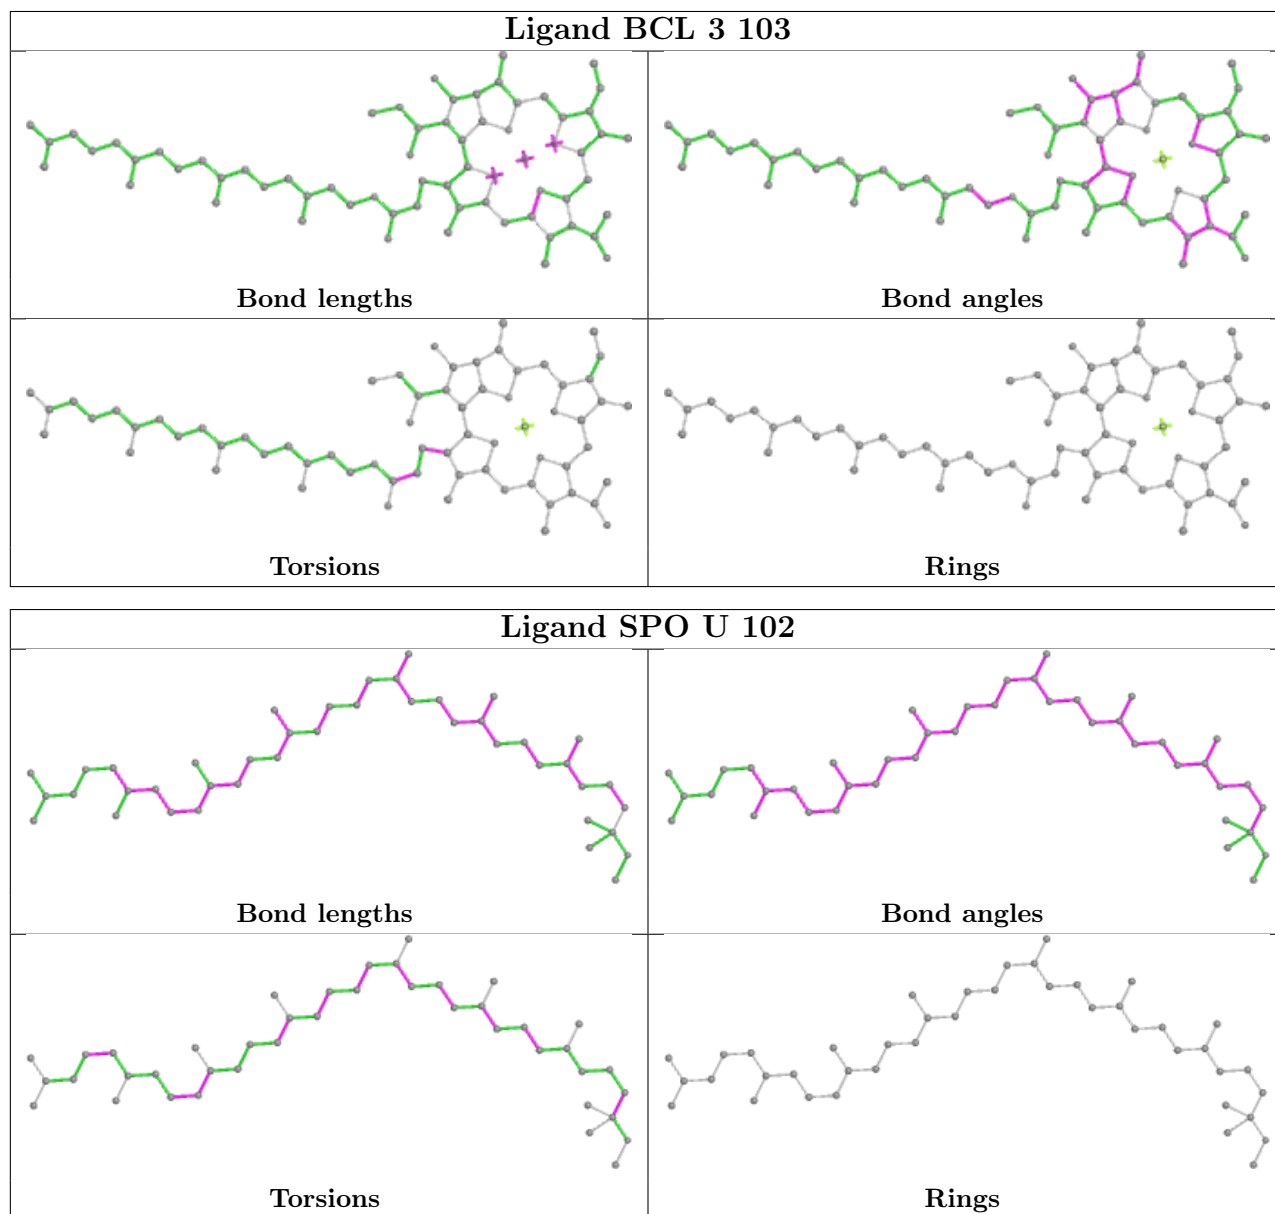 Ligand BCL 3 103
Bond lengths
Bond angles
Torsions
Rings
Ligand SPO U 102
Bond lengths
Bond angles
Torsions
Rings